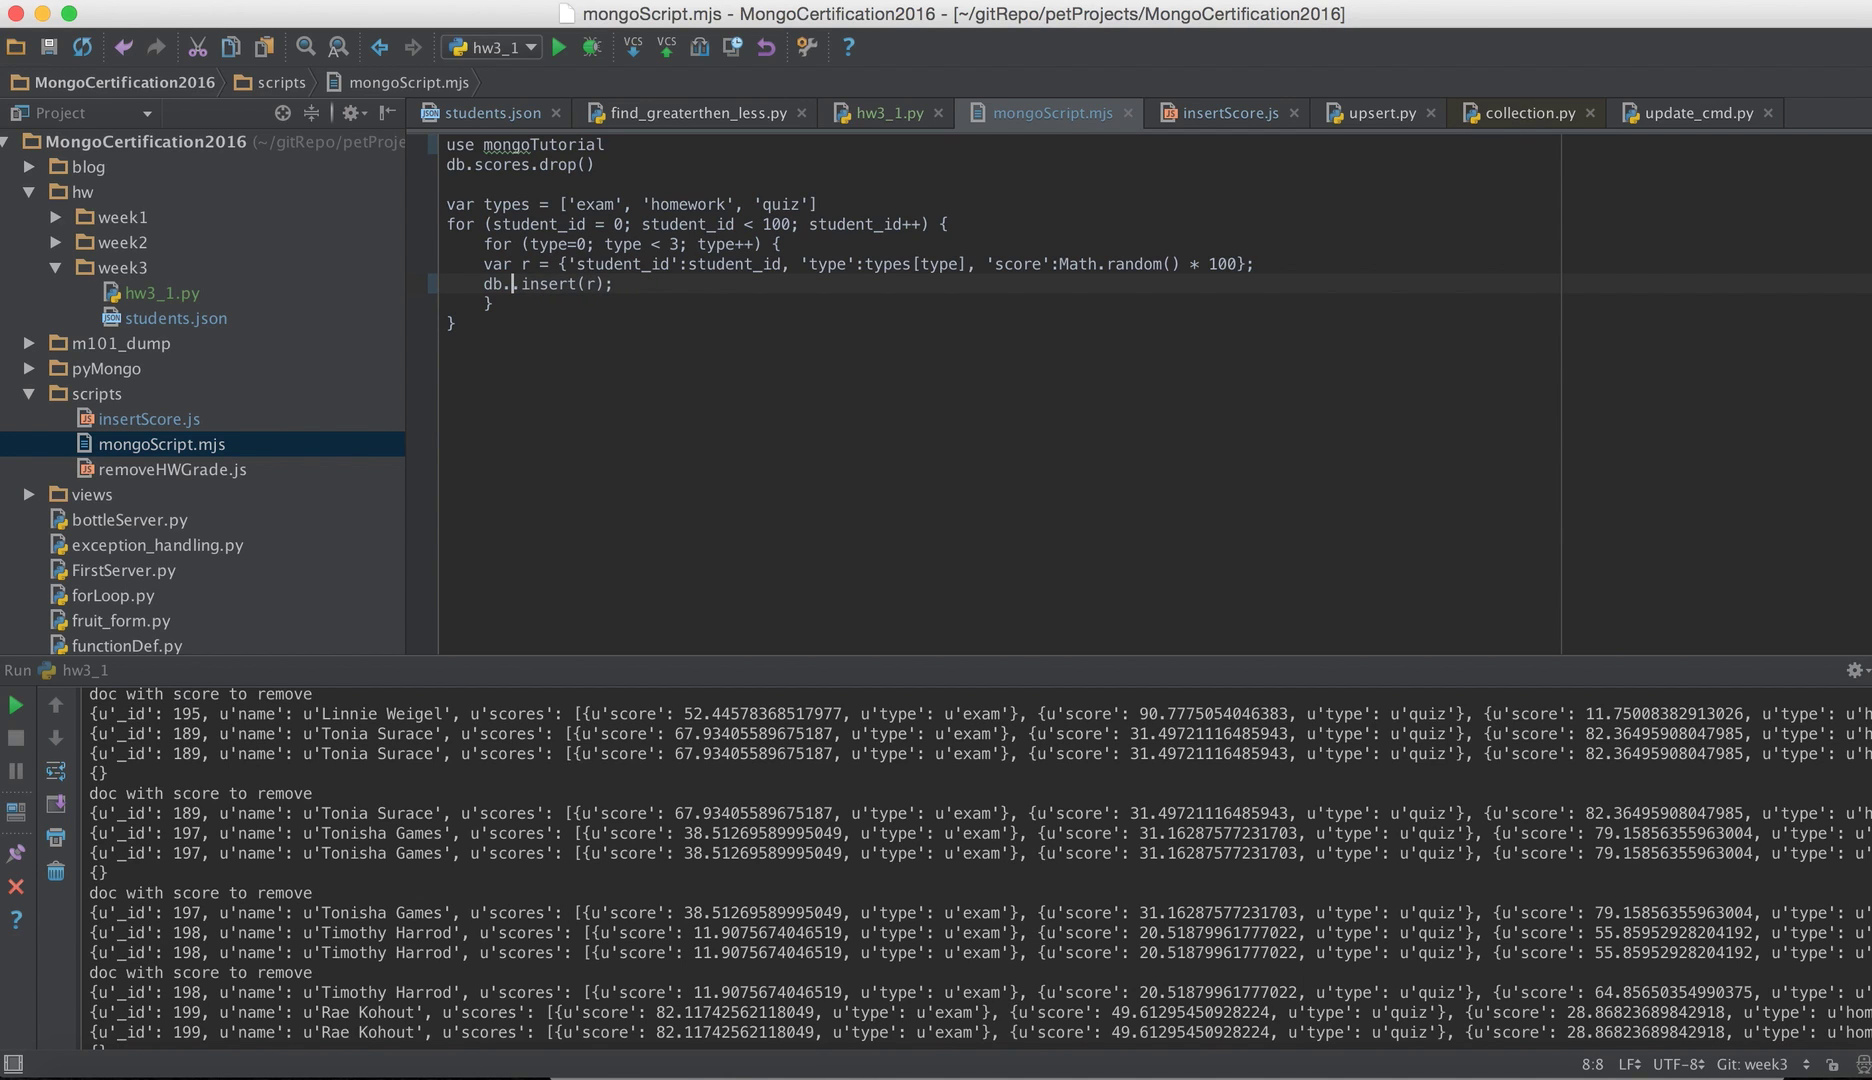 mongoScript.mjs - MongoCertification2016 - [~/gitRepo/petProjects/MongoCertification2016]
hw3_1 VCS VCS ?
MongoCertification2016 scripts mongoScript.mjs
Project
students.json find_greaterthen_less.py hw3_1.py mongoScript.mjs insertScore.js upsert.py collection.py update_cmd.py
MongoCertification2016 (~/gitRepo/petProje
blog
hw
week1
week2
week3
hw3_1.py
students.json
m101_dump
pyMongo
scripts
insertScore.js
mongoScript.mjs
removeHWGrade.js
views
bottleServer.py
exception_handling.py
FirstServer.py
forLoop.py
fruit_form.py
functionDef.py
use mongoTutorial
db.scores.drop()
var types = ['exam', 'homework', 'quiz']
for (student_id = 0; student_id < 100; student_id++) {
for (type=0; type < 3; type++) {
var r = {'student_id':student_id, 'type':types[type], 'score':Math.random() * 100};
db..insert(r);
}
}
Run hw3_1
doc with score to remove
{u'_id': 195, u'name': u'Linnie Weigel', u'scores': [{u'score': 52.44578368517977, u'type': u'exam'}, {u'score': 90.7775054046383, u'type': u'quiz'}, {u'score': 11.75008382913026, u'type': u'h
{u'_id': 189, u'name': u'Tonia Surace', u'scores': [{u'score': 67.93405589675187, u'type': u'exam'}, {u'score': 31.49721116485943, u'type': u'quiz'}, {u'score': 82.36495908047985, u'type': u'
{u'_id': 189, u'name': u'Tonia Surace', u'scores': [{u'score': 67.93405589675187, u'type': u'exam'}, {u'score': 31.49721116485943, u'type': u'quiz'}, {u'score': 82.36495908047985, u'type': u'
{}
doc with score to remove
{u'_id': 189, u'name': u'Tonia Surace', u'scores': [{u'score': 67.93405589675187, u'type': u'exam'}, {u'score': 31.49721116485943, u'type': u'quiz'}, {u'score': 82.36495908047985, u'type': u'
{u'_id': 197, u'name': u'Tonisha Games', u'scores': [{u'score': 38.51269589995049, u'type': u'exam'}, {u'score': 31.16287577231703, u'type': u'quiz'}, {u'score': 79.15856355963004, u'type': u'
{u'_id': 197, u'name': u'Tonisha Games', u'scores': [{u'score': 38.51269589995049, u'type': u'exam'}, {u'score': 31.16287577231703, u'type': u'quiz'}, {u'score': 79.15856355963004, u'type': u'
{}
doc with score to remove
{u'_id': 197, u'name': u'Tonisha Games', u'scores': [{u'score': 38.51269589995049, u'type': u'exam'}, {u'score': 31.16287577231703, u'type': u'quiz'}, {u'score': 79.15856355963004, u'type': u'
{u'_id': 198, u'name': u'Timothy Harrod', u'scores': [{u'score': 11.9075674046519, u'type': u'exam'}, {u'score': 20.51879961777022, u'type': u'quiz'}, {u'score': 55.85952928204192, u'type': u'
{u'_id': 198, u'name': u'Timothy Harrod', u'scores': [{u'score': 11.9075674046519, u'type': u'exam'}, {u'score': 20.51879961777022, u'type': u'quiz'}, {u'score': 55.85952928204192, u'type': u'
doc with score to remove
{u'_id': 198, u'name': u'Timothy Harrod', u'scores': [{u'score': 11.9075674046519, u'type': u'exam'}, {u'score': 20.51879961777022, u'type': u'quiz'}, {u'score': 64.85650354990375, u'type': u'
{u'_id': 199, u'name': u'Rae Kohout', u'scores': [{u'score': 82.11742562118049, u'type': u'exam'}, {u'score': 49.61295450928224, u'type': u'quiz'}, {u'score': 28.86823689842918, u'type': u'hom
{u'_id': 199, u'name': u'Rae Kohout', u'scores': [{u'score': 82.11742562118049, u'type': u'exam'}, {u'score': 49.61295450928224, u'type': u'quiz'}, {u'score': 28.86823689842918, u'type': u'hom
8:8 LF UTF-8 Git: week3